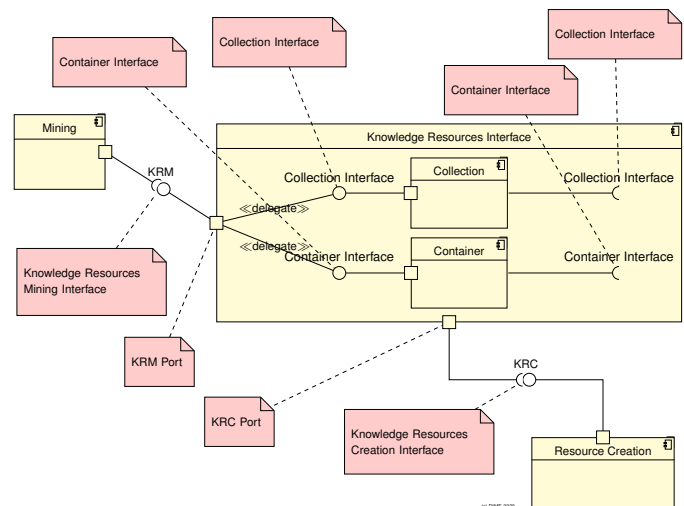 Collection Interface
Collection Interface
Container Interface
Container Interface
Mining
Knowledge Resources Interface
KRM
Collection Interface
Collection
Collection Interface
≪delegate≫
≪delegate≫
Container Interface
Container
Container Interface
Knowledge Resources
Mining Interface
KRM Port
KRC
KRC Port
Knowledge Resources
Creation Interface
Resource Creation